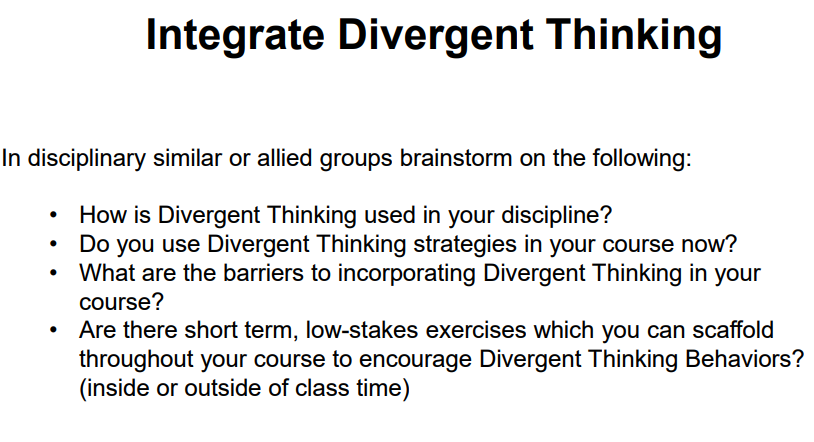 Integrate Divergent Thinking
In disciplinary similar or allied groups brainstorm on the following:
• How is Divergent Thinking used in your discipline?
• Do you use Divergent Thinking strategies in your course now?
• What are the barriers to incorporating Divergent Thinking in your
course?
• Are there short term, low-stakes exercises which you can scaffold
throughout your course to encourage Divergent Thinking Behaviors?
(inside or outside of class time)